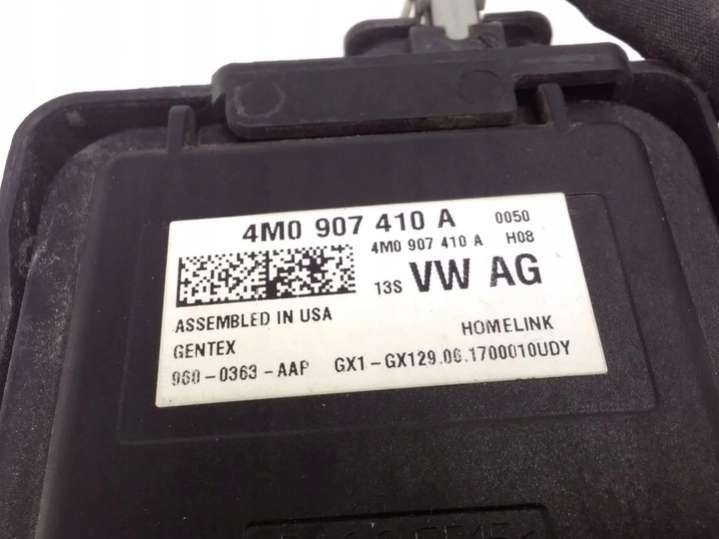 4M0 907 410 A 0050
4M0 907 410 A H08
13S VW AG
ASSEMBLED IN USA
GENTEX HOMELINK
960-0363-AAP GX1-GX129.06.1700010UDY